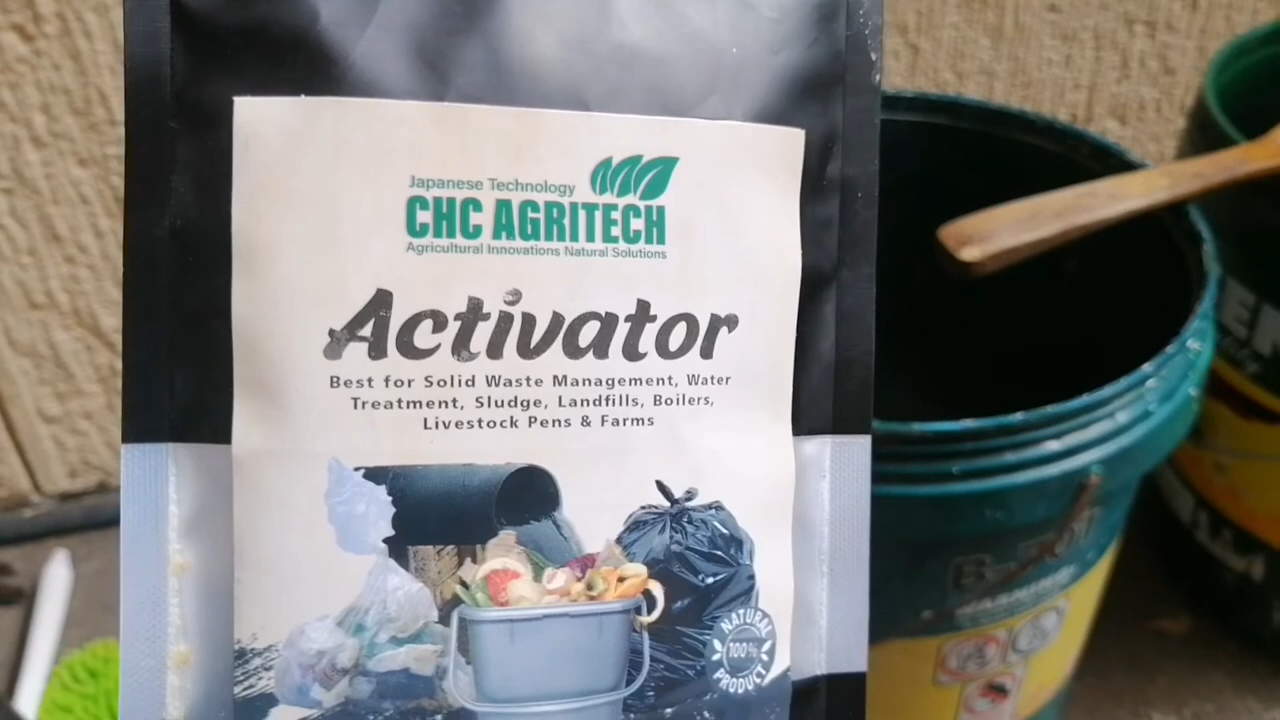 Japanese Technology
CHC AGRITECH
Agricultural Innovations Natural Solutions
Activator
Best for Solid Waste Management, Water
Treatment, Sludge, Landfills, Boilers,
Livestock Pens & Farms
NATURAL
100%
PRODUCT
WARNING